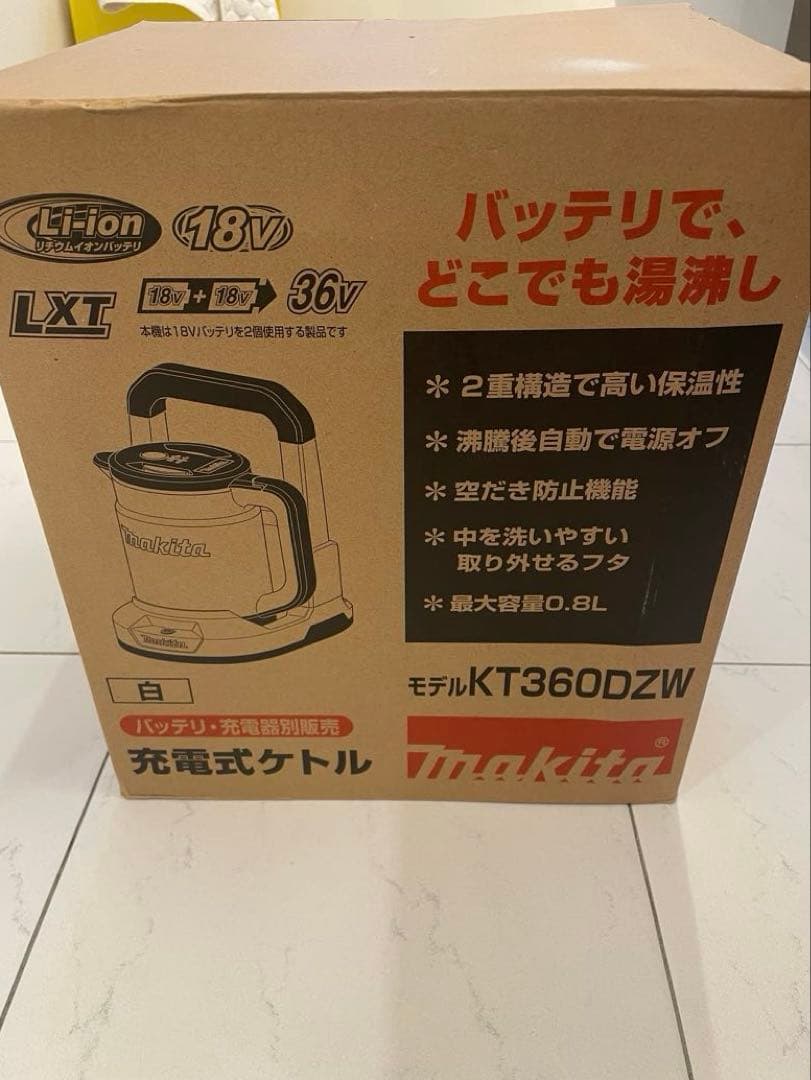 Li-ion
リチウムイオンバッテリ
18V
LXT
18V + 18V 36V
本機は18Vバッテリを2個使用する製品です
バッテリで、
どこでも湯沸し
＊ 2重構造で高い保温性
＊ 沸騰後自動で電源オフ
＊ 空だき防止機能
＊ 中を洗いやすい
取り外せるフタ
＊ 最大容量0.8L
makita
makita
白
バッテリ・充電器別販売
充電式ケトル
モデルKT360DZW
makita®